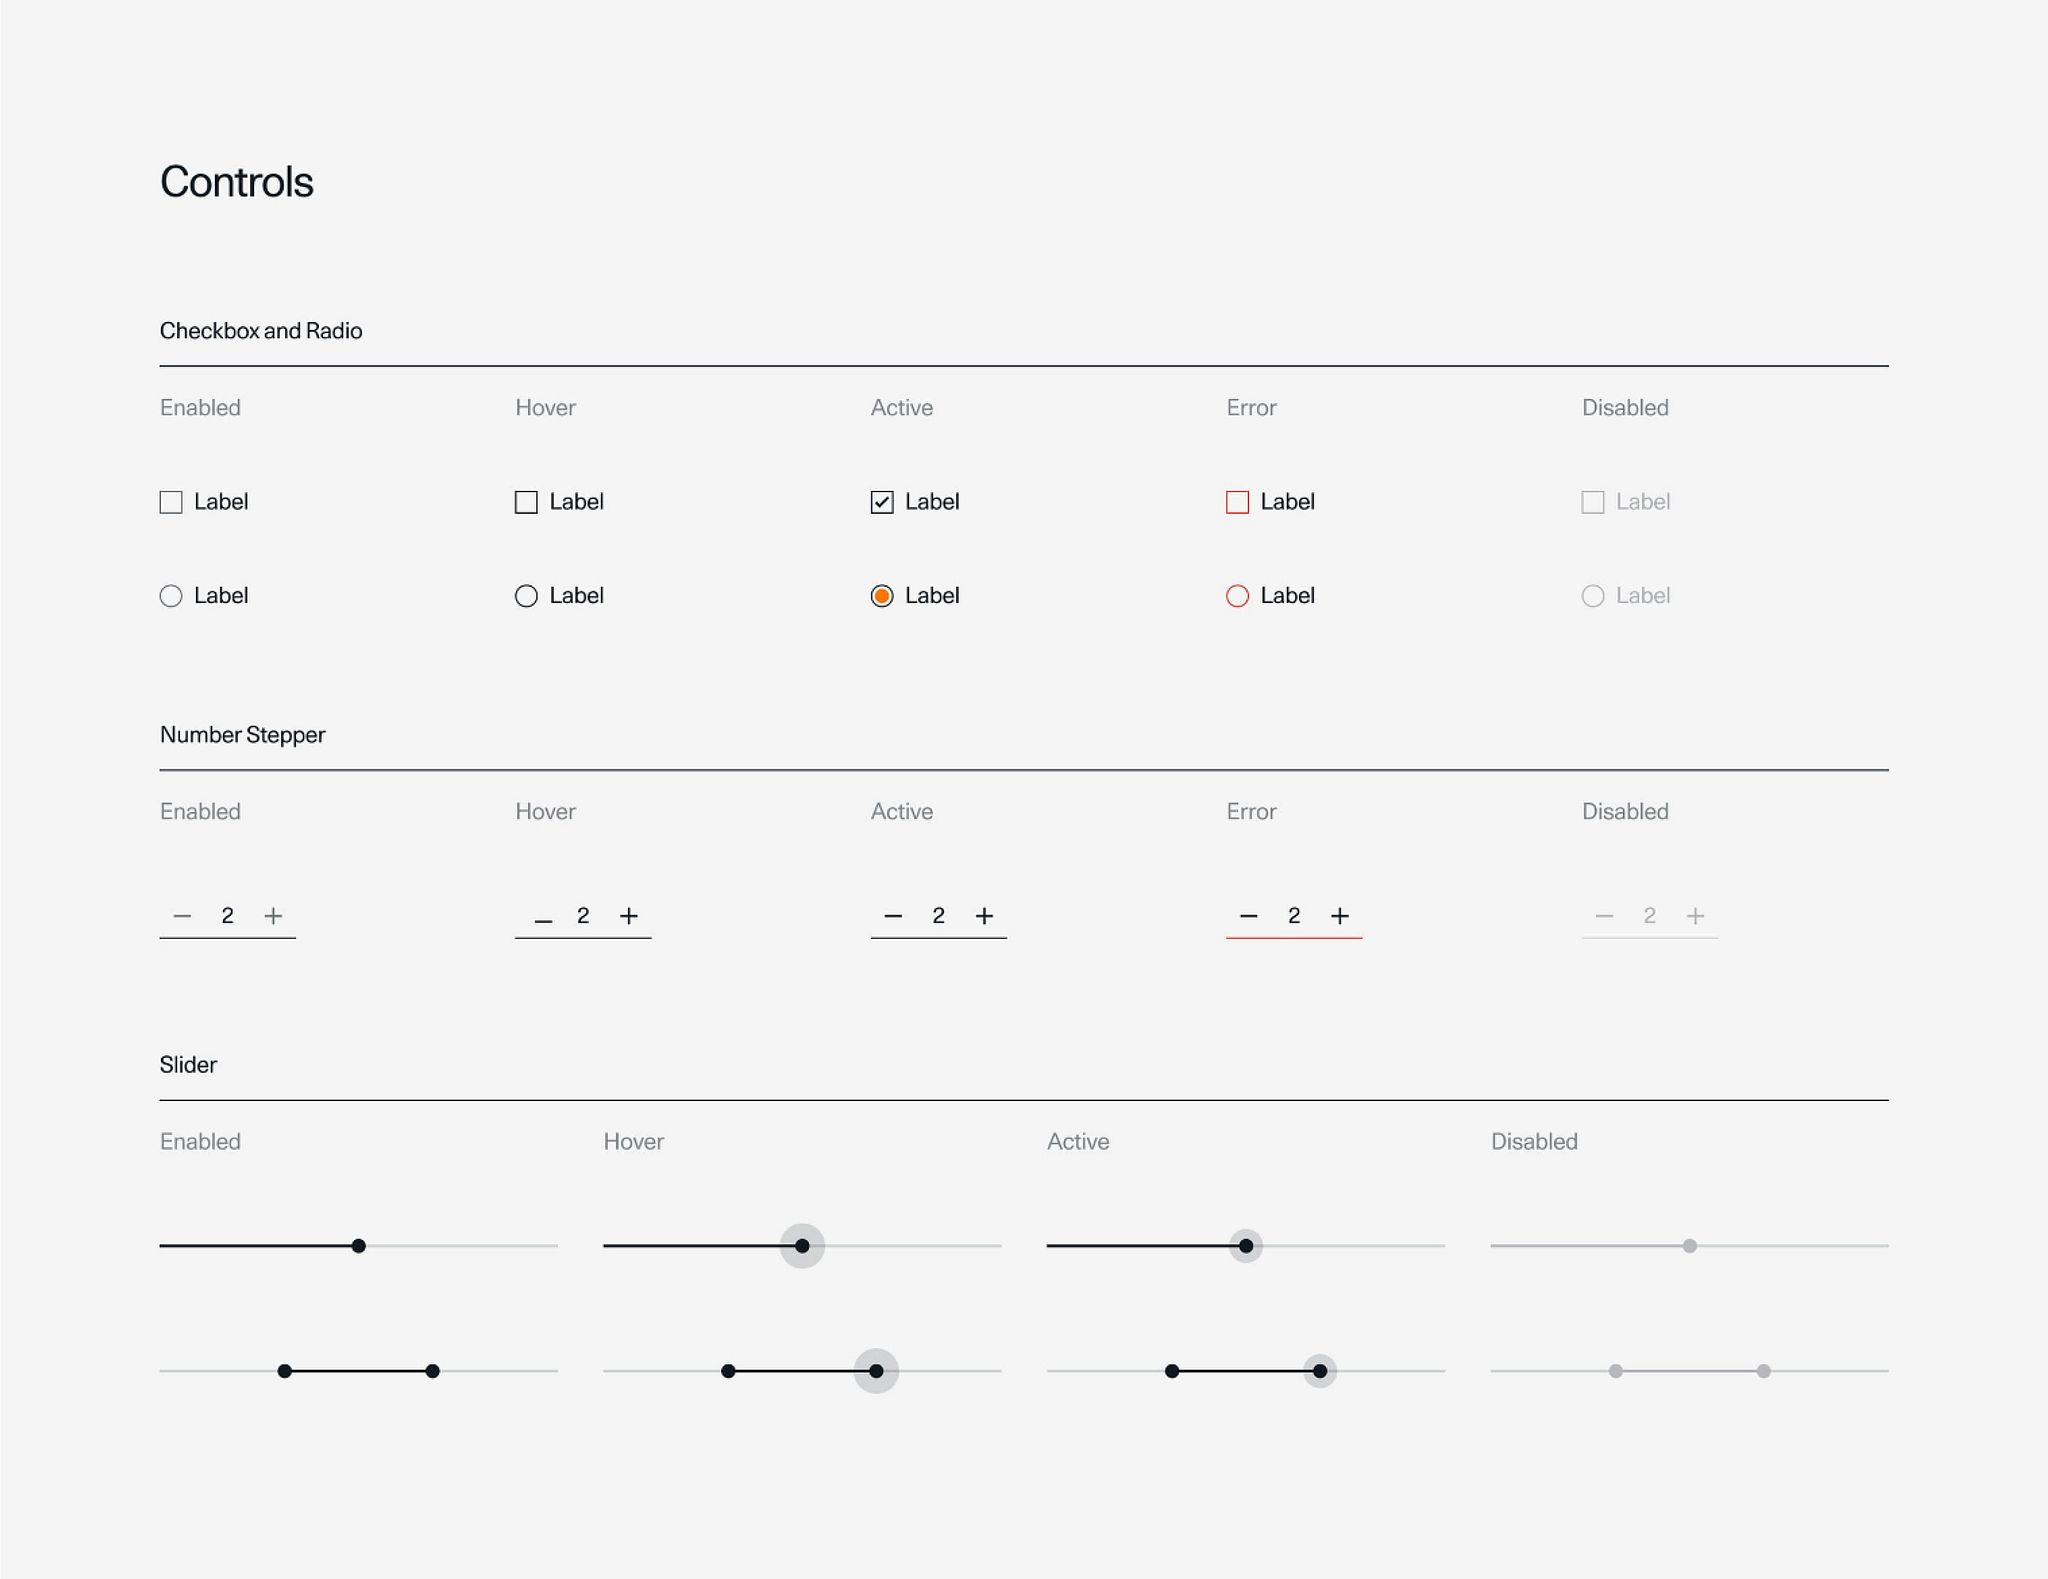 Controls
Checkbox and Radio
Enabled Hover Active Error Disabled
Label Label Label Label Label
Label Label Label Label Label
Number Stepper
Enabled Hover Active Error Disabled
− 2 + − 2 + − 2 + − 2 + − 2 +
Slider
Enabled Hover Active Disabled